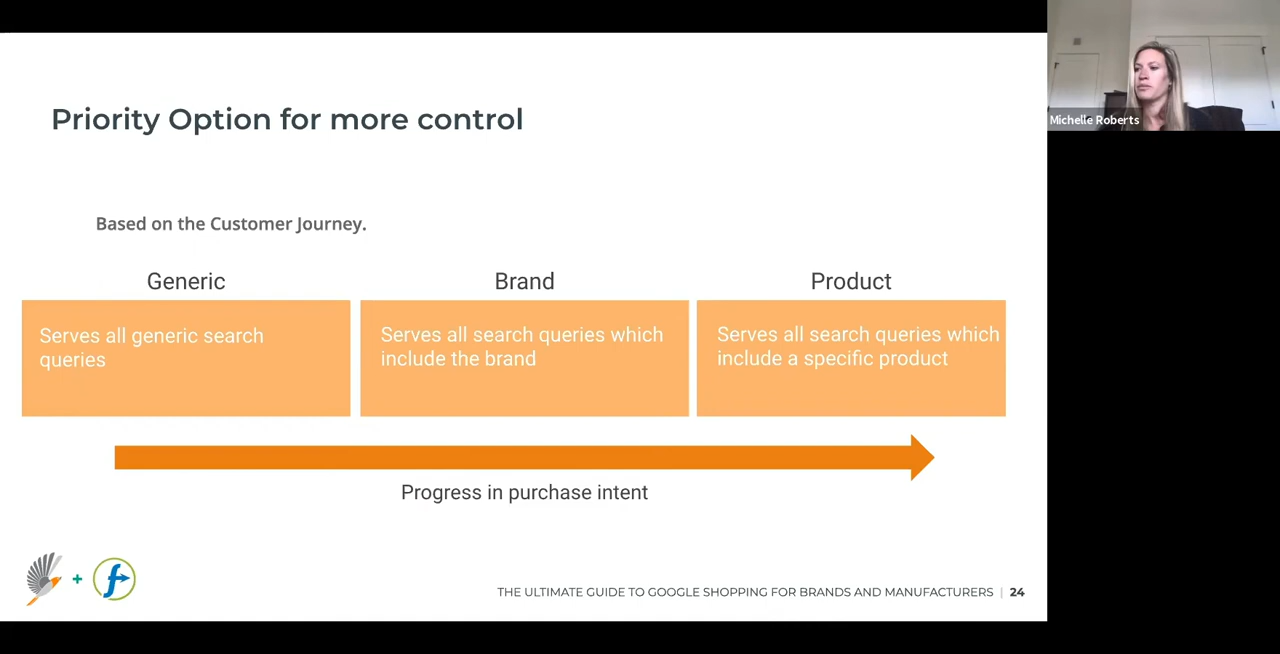 Priority Option for more control
Michelle Roberts
Based on the Customer Journey.
Generic
Brand
Product
Serves all generic search
queries
Serves all search queries which
include the brand
Serves all search queries which
include a specific product
Progress in purchase intent
+
f
THE ULTIMATE GUIDE TO GOOGLE SHOPPING FOR BRANDS AND MANUFACTURERS | 24